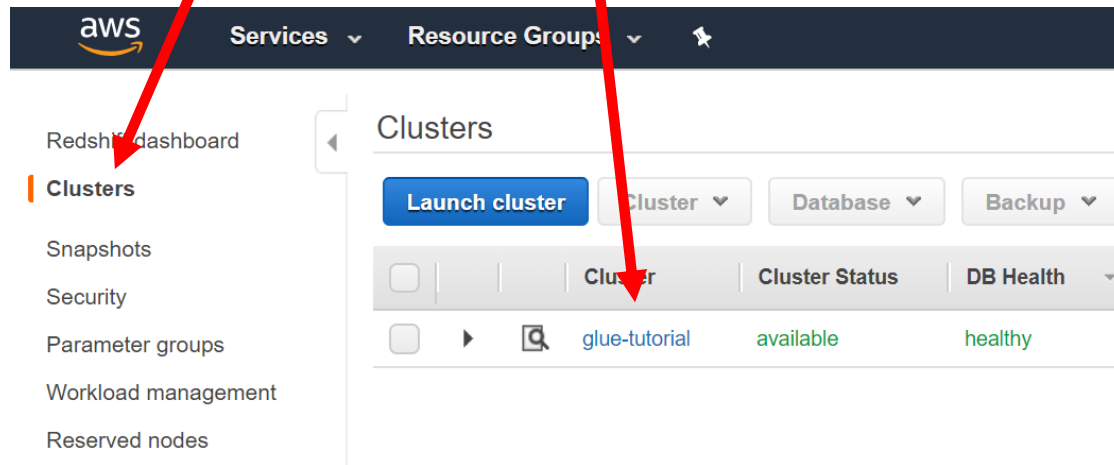 aws Services Resource Groups
Redshift dashboard
Clusters
Snapshots
Security
Parameter groups
Workload management
Reserved nodes
Clusters
Launch cluster Cluster Database Backup
Cluster Cluster Status DB Health
glue-tutorial available healthy